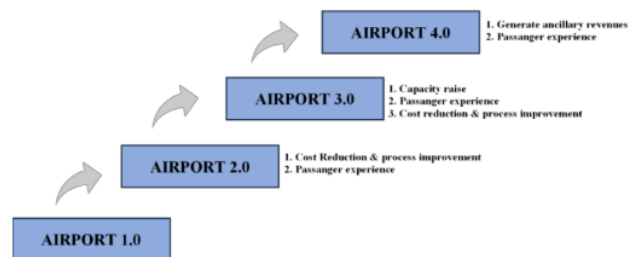 AIRPORT 4.0
1. Generate ancillary revenues
2. Passanger experience
AIRPORT 3.0
1. Capacity raise
2. Passanger experience
3. Cost reduction & process improvement
AIRPORT 2.0
1. Cost Reduction & process improvement
2. Passanger experience
AIRPORT 1.0